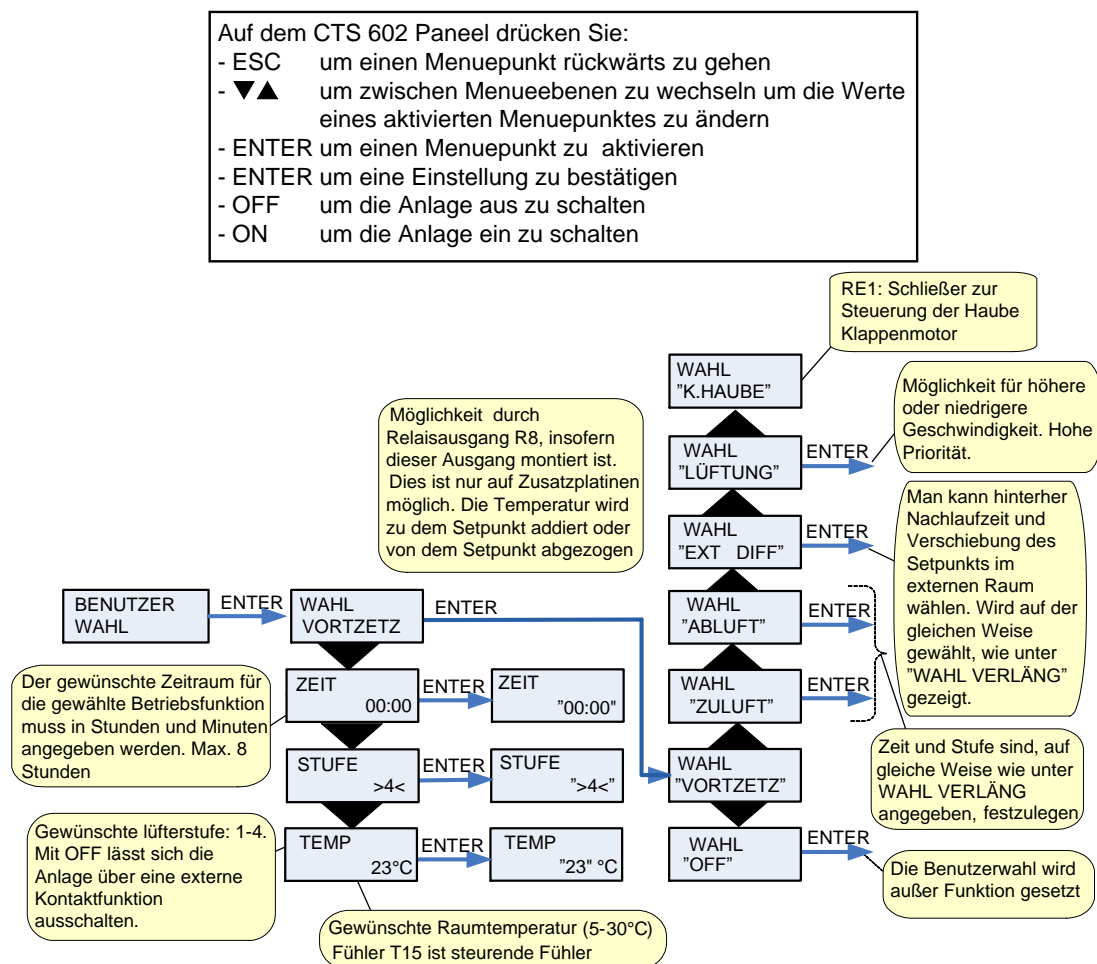 Auf dem CTS 602 Paneel drücken Sie:
- ESC um einen Menuepunkt rückwärts zu gehen
- ▼▲ um zwischen Menueebenen zu wechseln um die Werte
eines aktivierten Menuepunktes zu ändern
- ENTER um einen Menuepunkt zu aktivieren
- ENTER um eine Einstellung zu bestätigen
- OFF um die Anlage aus zu schalten
- ON um die Anlage ein zu schalten
RE1: Schließer zur
Steuerung der Haube
Klappenmotor
WAHL
"K.HAUBE"
Möglichkeit für höhere
oder niedrigere
Geschwindigkeit. Hohe
Priorität.
WAHL
"LÜFTUNG"
ENTER
Möglichkeit durch
Relaisausgang R8, insofern
dieser Ausgang montiert ist.
Dies ist nur auf Zusatzplatinen
möglich. Die Temperatur wird
zu dem Setpunkt addiert oder
von dem Setpunkt abgezogen
WAHL
"EXT DIFF"
ENTER
Man kann hinterher
Nachlaufzeit und
Verschiebung des
Setpunkts im
externen Raum
wählen. Wird auf der
gleichen Weise
gewählt, wie unter
"WAHL VERLÄNG"
gezeigt.
WAHL
"ABLUFT"
ENTER
WAHL
"ZULUFT"
ENTER
Zeit und Stufe sind, auf
gleiche Weise wie unter
WAHL VERLÄNG
angegeben, festzulegen
BENUTZER
WAHL
ENTER
WAHL
VORTZETZ
ENTER
WAHL
"VORTZETZ"
WAHL
"OFF"
ENTER
Die Benutzerwahl wird
außer Funktion gesetzt
Der gewünschte Zeitraum für
die gewählte Betriebsfunktion
muss in Stunden und Minuten
angegeben werden. Max. 8
Stunden
ZEIT
00:00
ENTER
ZEIT
"00:00"
STUFE
>4<
ENTER
STUFE
">4<"
Gewünschte lüfterstufe: 1-4.
Mit OFF lässt sich die
Anlage über eine externe
Kontaktfunktion
ausschalten.
TEMP
23°C
ENTER
TEMP
"23" °C
Gewünschte Raumtemperatur (5-30°C)
Fühler T15 ist steurende Fühler